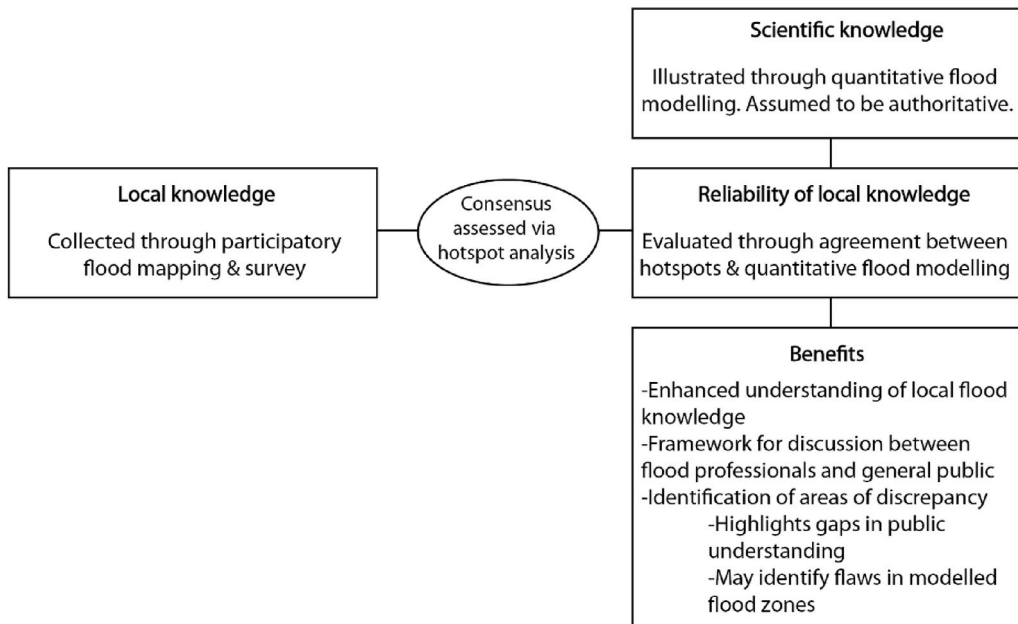 Scientific knowledge
Illustrated through quantitative flood
modelling. Assumed to be authoritative.
Local knowledge
Collected through participatory
flood mapping & survey
Consensus
assessed via
hotspot analysis
Reliability of local knowledge
Evaluated through agreement between
hotspots & quantitative flood modelling
Benefits
-Enhanced understanding of local flood
knowledge
-Framework for discussion between
flood professionals and general public
-Identification of areas of discrepancy
-Highlights gaps in public
understanding
-May identify flaws in modelled
flood zones